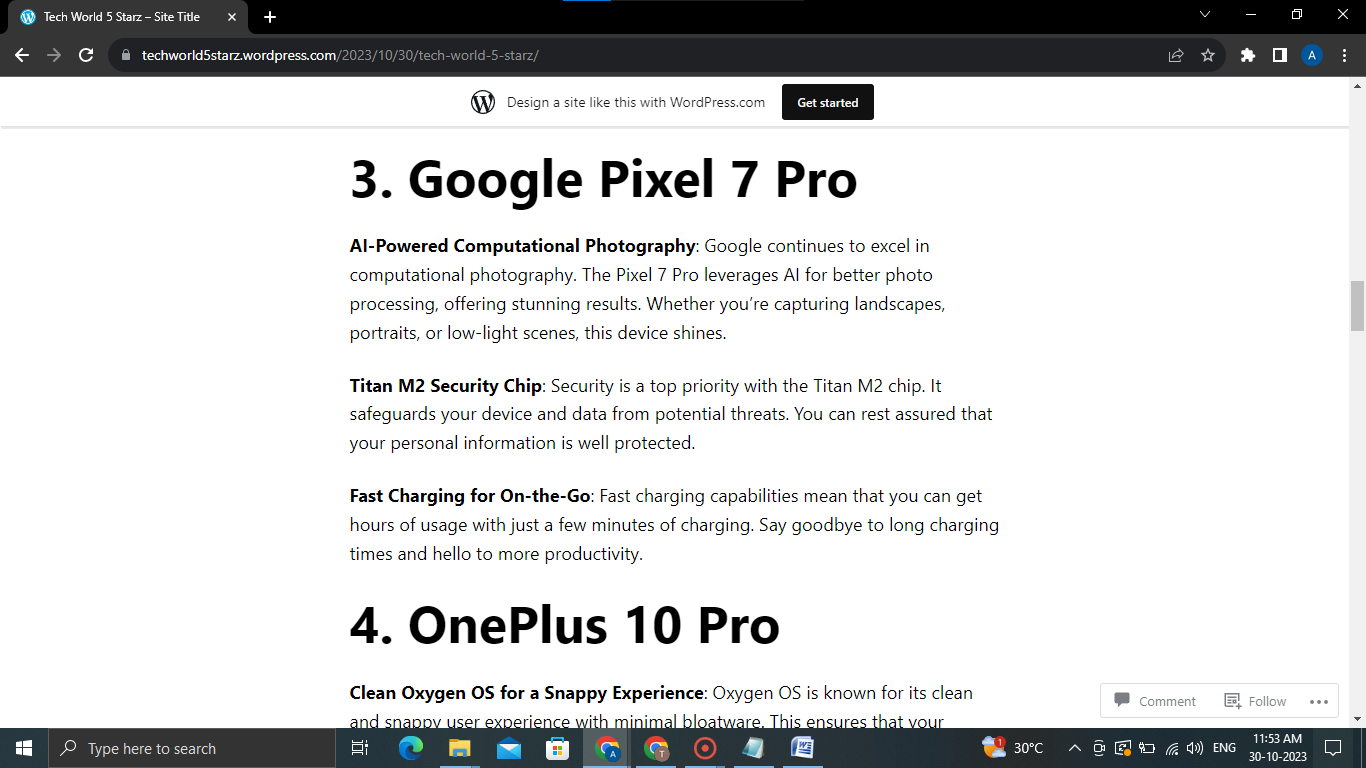 Tech World 5 Starz – Site Title
techworld5starz.wordpress.com/2023/10/30/tech-world-5-starz/
A
Design a site like this with WordPress.com
Get started
3. Google Pixel 7 Pro
AI-Powered Computational Photography: Google continues to excel in
computational photography. The Pixel 7 Pro leverages AI for better photo
processing, offering stunning results. Whether you’re capturing landscapes,
portraits, or low-light scenes, this device shines.
Titan M2 Security Chip: Security is a top priority with the Titan M2 chip. It
safeguards your device and data from potential threats. You can rest assured that
your personal information is well protected.
Fast Charging for On-the-Go: Fast charging capabilities mean that you can get
hours of usage with just a few minutes of charging. Say goodbye to long charging
times and hello to more productivity.
4. OnePlus 10 Pro
Clean Oxygen OS for a Snappy Experience: Oxygen OS is known for its clean
and snappy user experience with minimal bloatware. This ensures that your
Comment
Follow
Type here to search
A
T
1
30°C
ENG
11:53 AM
30-10-2023